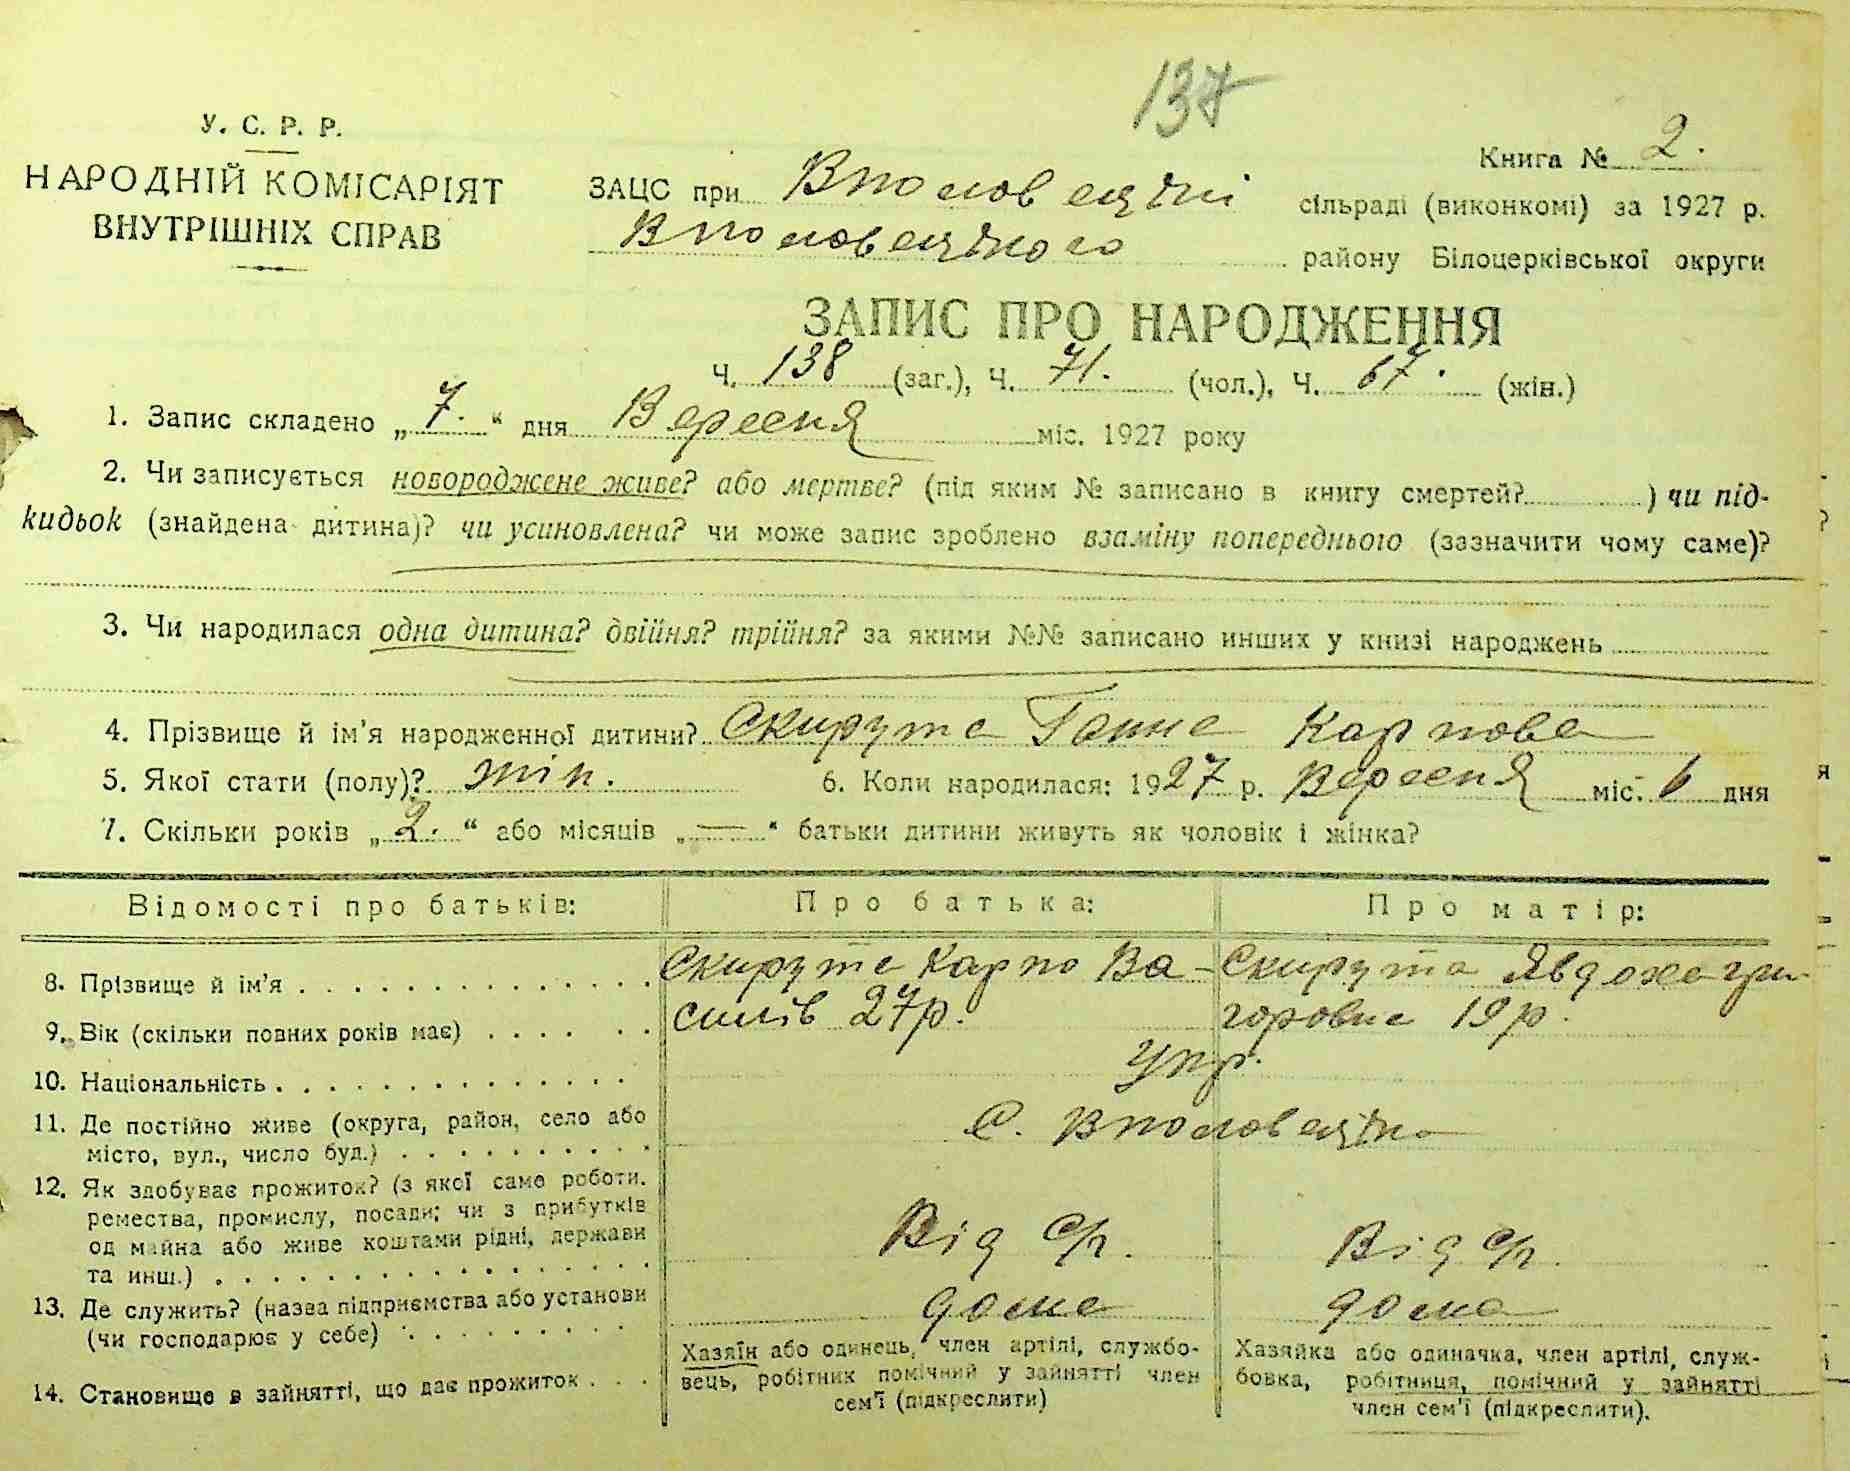 137
У. С. Р. Р.
НАРОДНІЙ КОМІСАРІЯТ
ВНУТРІШНІХ СПРАВ
Книга № 2.
ЗАЦС при Вполовецчні сільраді (виконкомі) за 1927 р.
Вполовецчного району Білоцерківської округи
ЗАПИС ПРО НАРОДЖЕННЯ
Ч. 138 (заг.), Ч. 71. (чол.), Ч. 67. (жін.)
1. Запис складено „7.“ дня Вересня міс. 1927 року
2. Чи записується новороджене живе? або мертве? (під яким № записано в книгу смертей? ) чи під-
кидьок (знайдена дитина)? чи усиновлена? чи може запис зроблено взаміну попереднього (зазначити чому саме)?
3. Чи народилася одна дитина? двійня? трійня? за якими №№ записано инших у книзі народжень
4. Прізвище й ім'я народженної дитини? Скирута Ганна Карпова
5. Якої стати (полу)? жін. 6. Коли народилася: 1927 р. Вересня міс. 6 дня
7. Скільки років „2.“ або місяців „—“ батьки дитини живуть як чоловік і жінка?
Відомості про батьків: Про батька: Про матір:
8. Прізвище й ім'я Скирута Карпо Ва- Скирута Явдоха Гри-
9. Вік (скільки повних років має) силів 27 р. горовна 19 р.
10. Національність Укр.
11. Де постійно живе (округа, район, село або
місто, вул., число буд.) С. Вполовецчна
12. Як здобуває прожиток? (з якої саме роботи,
ремества, промислу, посади; чи з прибутків
од майна або живе коштами рідні, держави
та инш.) Від с/г. Від с/г.
13. Де служить? (назва підприємства або установи
(чи господарює у себе) дома дома
14. Становище в зайнятті, що дає прожиток
Хазяїн або одинець, член артілі, службо-
вець, робітник помічний у зайнятті член
сем'ї (підкреслити)
Хазяйка або одиначка, член артілі, служ-
бовка, робітниця, помічний у зайнятті
член сем'ї (підкреслити).